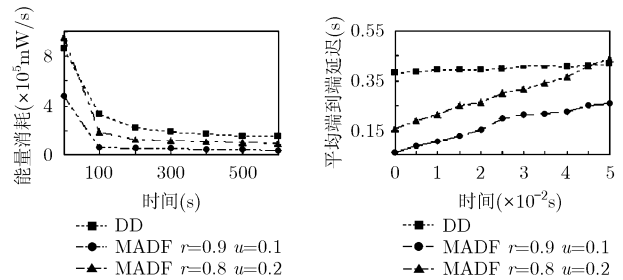 能量消耗(×10⁵mW/s)
8
4
0
100 300 500
时间(s)
DD
MADF r=0.9 u=0.1
MADF r=0.8 u=0.2
平均端到端延迟(s)
0.55
0.35
0.15
0 1 2 3 4 5
时间(×10⁻²s)
DD
MADF r=0.9 u=0.1
MADF r=0.8 u=0.2